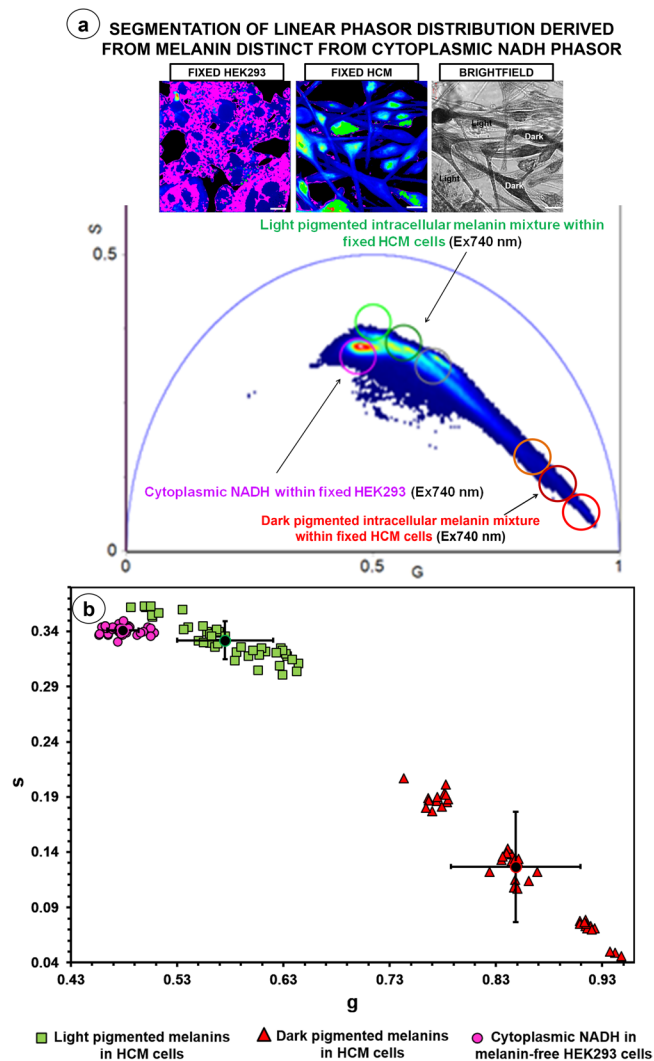 a
SEGMENTATION OF LINEAR PHASOR DISTRIBUTION DERIVED
FROM MELANIN DISTINCT FROM CYTOPLASMIC NADH PHASOR
FIXED HEK293
FIXED HCM
BRIGHTFIELD
Light
Dark
Light
Dark
Light pigmented intracellular melanin mixture within
fixed HCM cells (Ex740 nm)
S
0.5
Cytoplasmic NADH within fixed HEK293 (Ex740 nm)
Dark pigmented intracellular melanin mixture
within fixed HCM cells (Ex740 nm)
0
0
0.5
1
G
b
0.34
0.29
0.24
s
0.19
0.14
0.09
0.04
0.43
0.53
0.63
0.73
0.83
0.93
g
Light pigmented melanins
in HCM cells
Dark pigmented melanins
in HCM cells
Cytoplasmic NADH in
melanin-free HEK293 cells